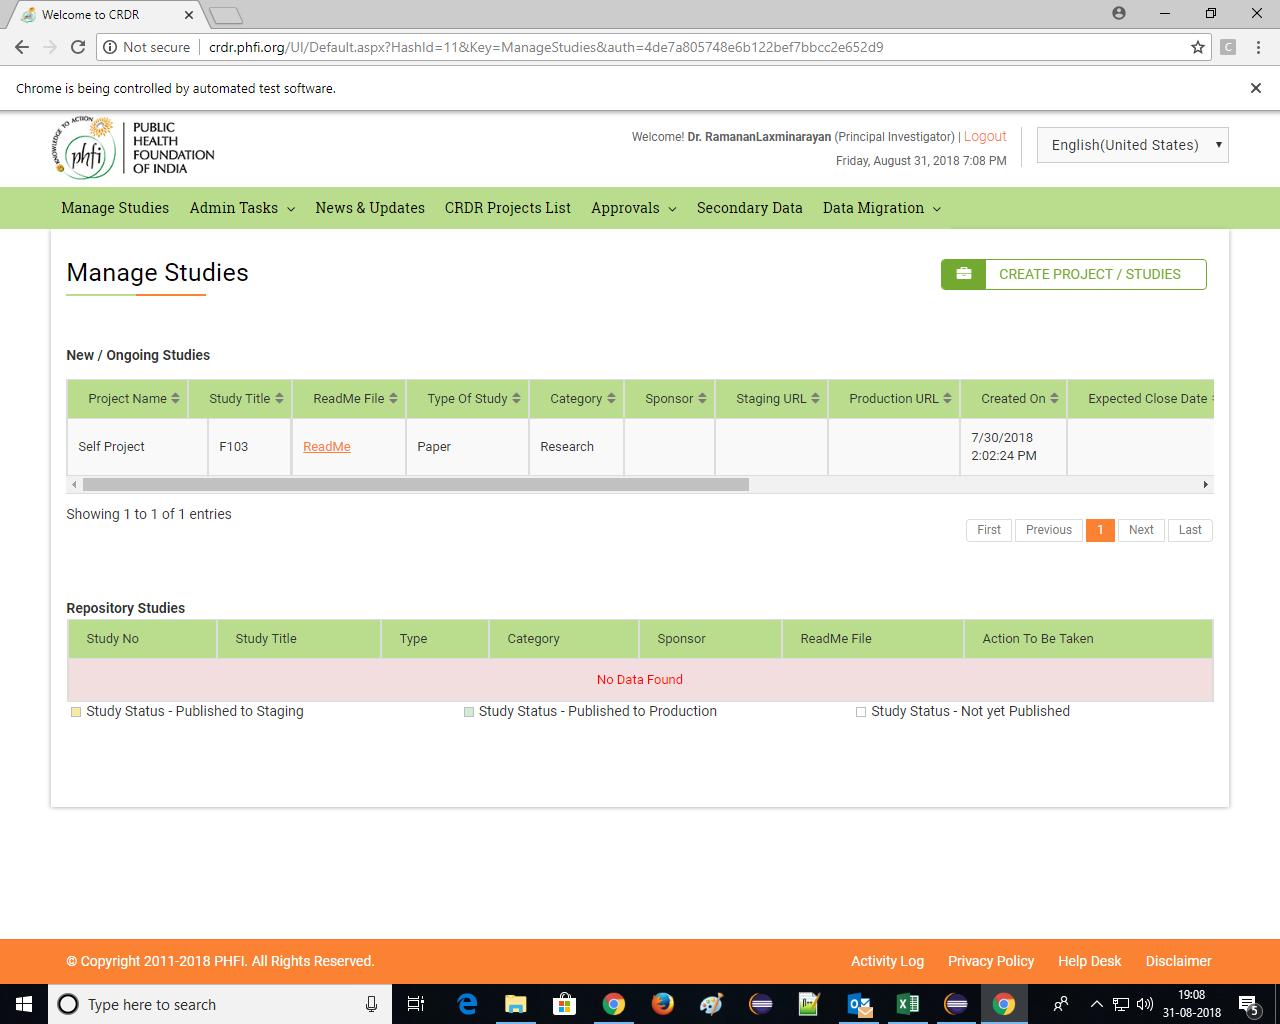 Welcome to CRDR
Not secure
crdr.phfi.org/UI/Default.aspx?HashId=11&Key=ManageStudies&auth=4de7a805748e6b122bef7bbcc2e652d9
C
Chrome is being controlled by automated test software.
KNOWLEDGE TO ACTION
phfi
PUBLIC
HEALTH
FOUNDATION
OF INDIA
Welcome! Dr. RamananLaxminarayan (Principal Investigator) | Logout
Friday, August 31, 2018 7:08 PM
English(United States)
Manage Studies Admin Tasks News & Updates CRDR Projects List Approvals Secondary Data Data Migration
Manage Studies
CREATE PROJECT / STUDIES
New / Ongoing Studies
Project Name Study Title ReadMe File Type Of Study Category Sponsor Staging URL Production URL Created On Expected Close Date
Self Project F103 ReadMe Paper Research 7/30/2018
2:02:24 PM
Showing 1 to 1 of 1 entries
First Previous 1 Next Last
Repository Studies
Study No Study Title Type Category Sponsor ReadMe File Action To Be Taken
No Data Found
Study Status - Published to Staging Study Status - Published to Production Study Status - Not yet Published
© Copyright 2011-2018 PHFI. All Rights Reserved.
Activity Log Privacy Policy Help Desk Disclaimer
Type here to search
19:08
31-08-2018
5